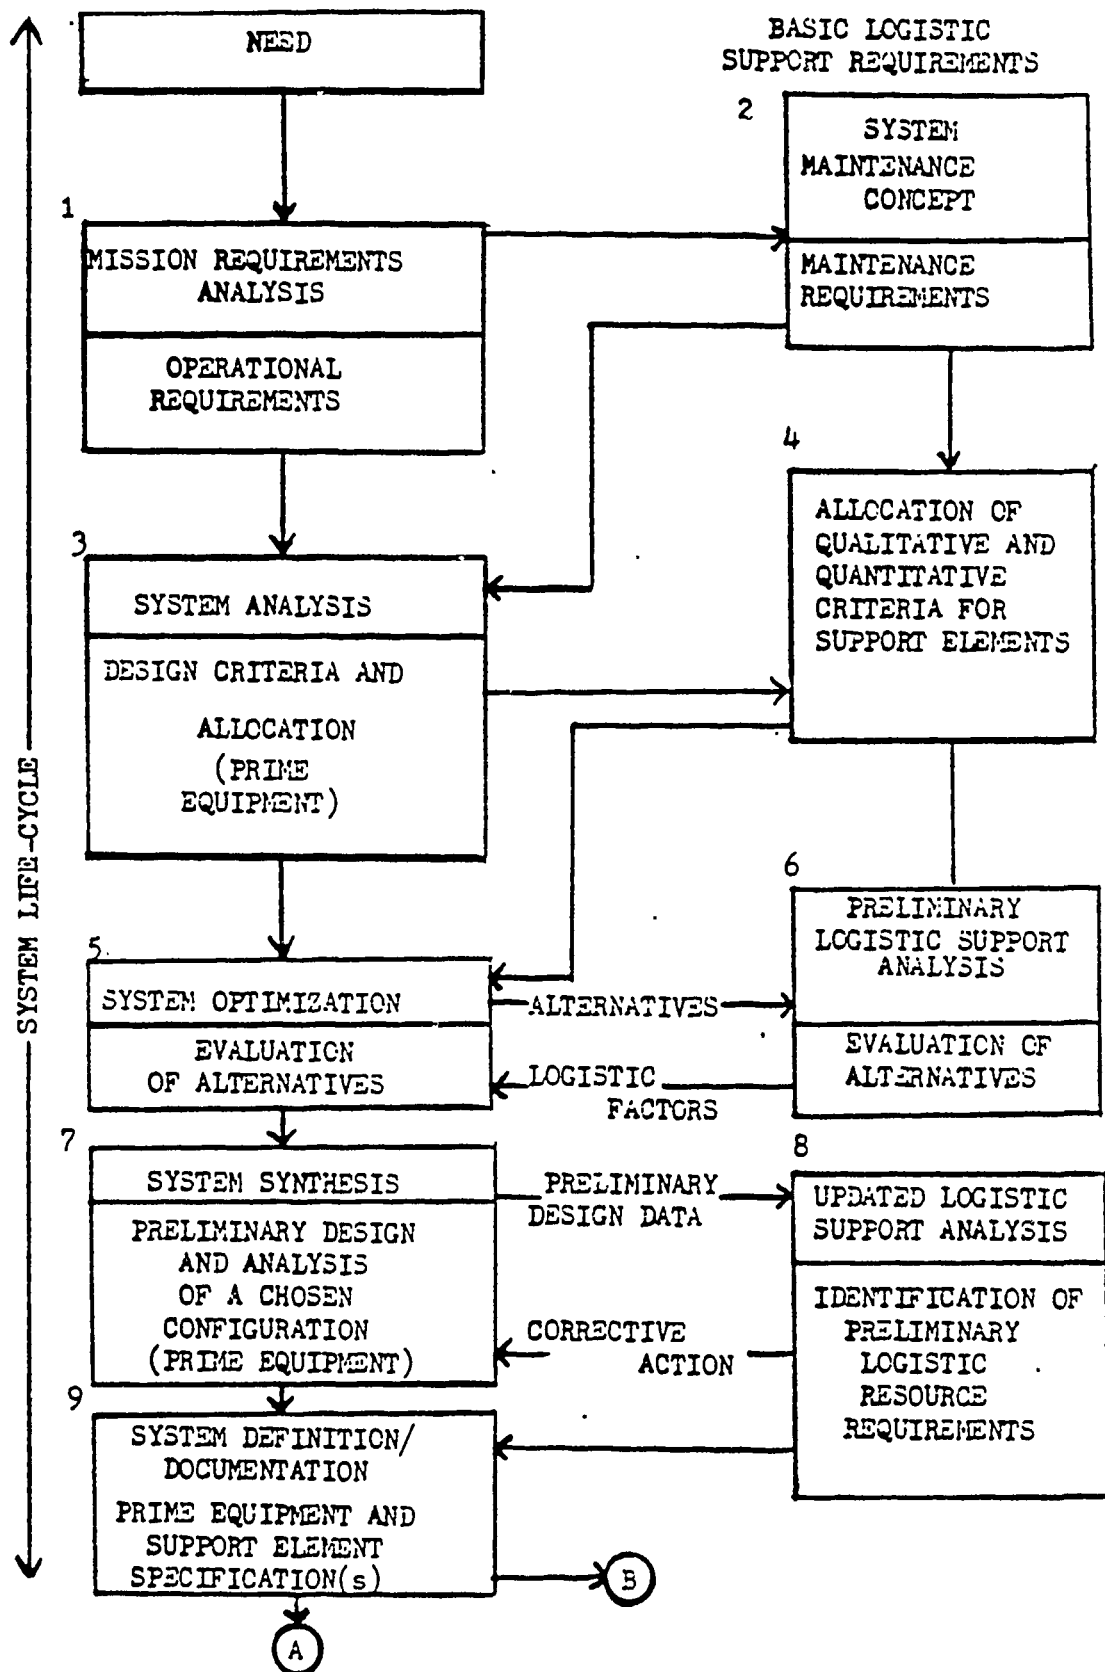 NEED
BASIC LOGISTIC
SUPPORT REQUIREMENTS
1
MISSION REQUIREMENTS
ANALYSIS
OPERATIONAL
REQUIREMENTS
2
SYSTEM
MAINTENANCE
CONCEPT
MAINTENANCE
REQUIREMENTS
3
SYSTEM ANALYSIS
DESIGN CRITERIA AND
ALLOCATION
(PRIME
EQUIPMENT)
4
ALLOCATION OF
QUALITATIVE AND
QUANTITATIVE
CRITERIA FOR
SUPPORT ELEMENTS
5
SYSTEM OPTIMIZATION
EVALUATION
OF ALTERNATIVES
ALTERNATIVES
LOGISTIC
FACTORS
6
PRELIMINARY
LOGISTIC SUPPORT
ANALYSIS
EVALUATION OF
ALTERNATIVES
7
SYSTEM SYNTHESIS
PRELIMINARY DESIGN
AND ANALYSIS
OF A CHOSEN
CONFIGURATION
(PRIME EQUIPMENT)
PRELIMINARY
DESIGN DATA
CORRECTIVE
ACTION
8
UPDATED LOGISTIC
SUPPORT ANALYSIS
IDENTIFICATION OF
PRELIMINARY
LOGISTIC
RESOURCE
REQUIREMENTS
9
SYSTEM DEFINITION/
DOCUMENTATION
PRIME EQUIPMENT AND
SUPPORT ELEMENT
SPECIFICATION(s)
B
A
SYSTEM LIFE-CYCLE